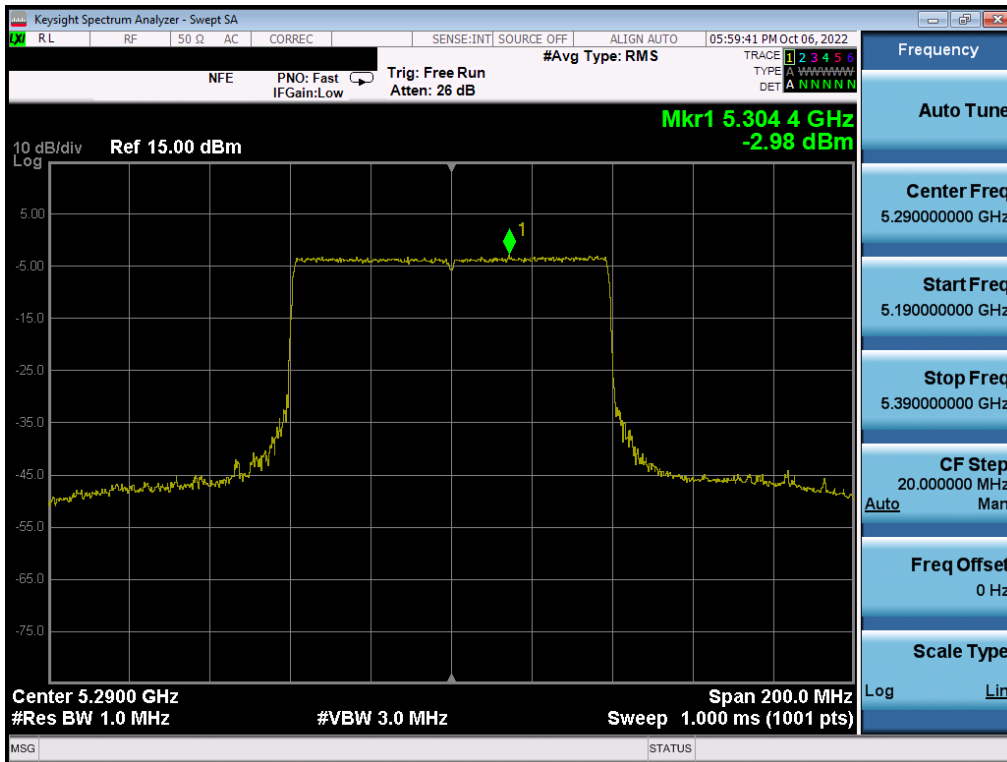 Keysight Spectrum Analyzer - Swept SA
LXI RL RF 50 Ω AC CORREC SENSE:INT SOURCE OFF ALIGN AUTO 05:59:41 PM Oct 06, 2022
#Avg Type: RMS
TRACE 1 2 3 4 5 6
TYPE A WWWWW
DET A N N N N N
NFE
PNO: Fast
IFGain:Low
Trig: Free Run
Atten: 26 dB
Mkr1 5.304 4 GHz
-2.98 dBm
10 dB/div
Log
Ref 15.00 dBm
1
5.00
-5.00
-15.0
-25.0
-35.0
-45.0
-55.0
-65.0
-75.0
Center 5.2900 GHz
Span 200.0 MHz
#Res BW 1.0 MHz
#VBW 3.0 MHz
Sweep 1.000 ms (1001 pts)
MSG
STATUS
Frequency
Auto Tune
Center Freq
5.290000000 GHz
Start Freq
5.190000000 GHz
Stop Freq
5.390000000 GHz
CF Step
20.000000 MHz
Auto Man
Freq Offset
0 Hz
Scale Type
Log Lin